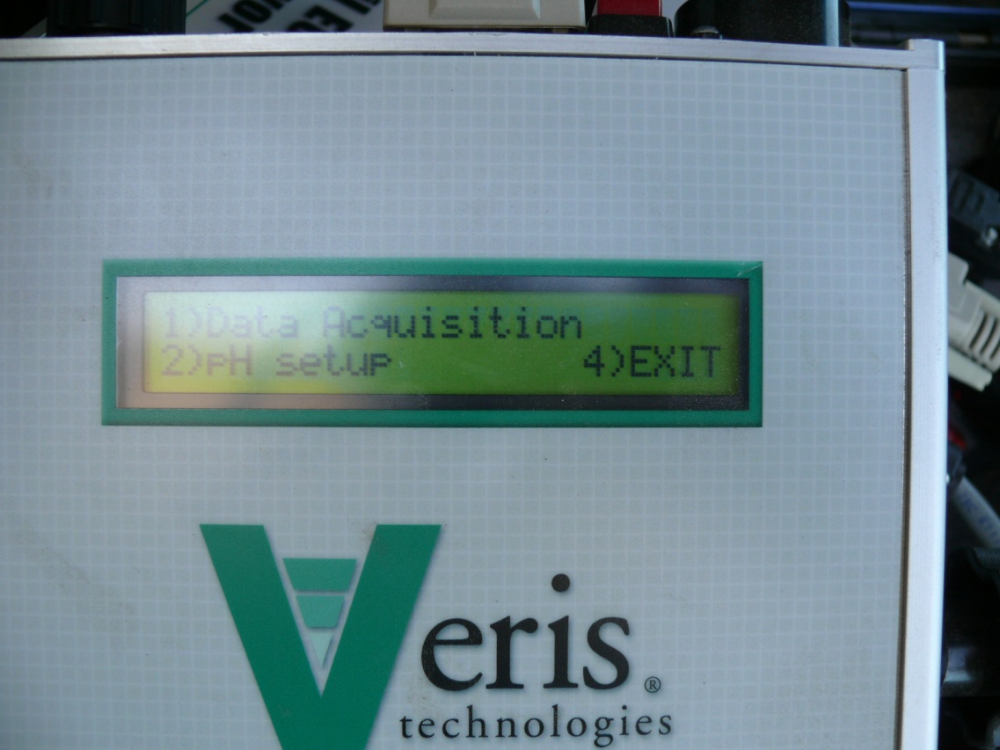 1)Data Acquisition
2)pH setup 4)EXIT
Veris®
technologies